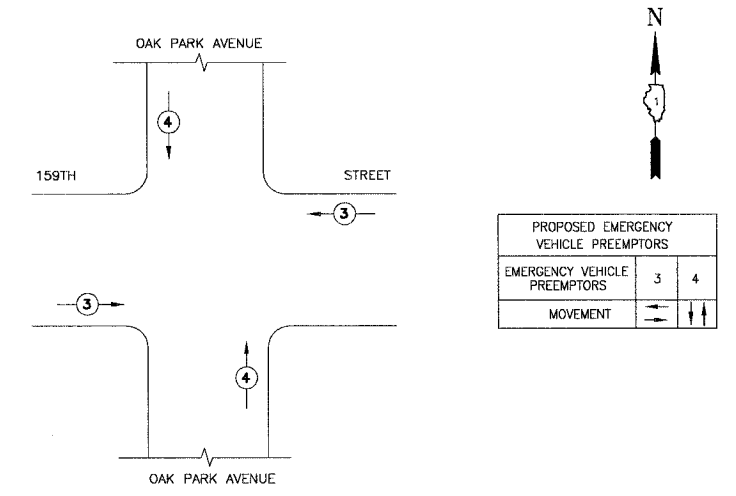 OAK PARK AVENUE
N
1
4
159TH STREET
3
PROPOSED EMERGENCY
VEHICLE PREEMPTORS
EMERGENCY VEHICLE
PREEMPTORS
3 4
MOVEMENT
3
4
OAK PARK AVENUE